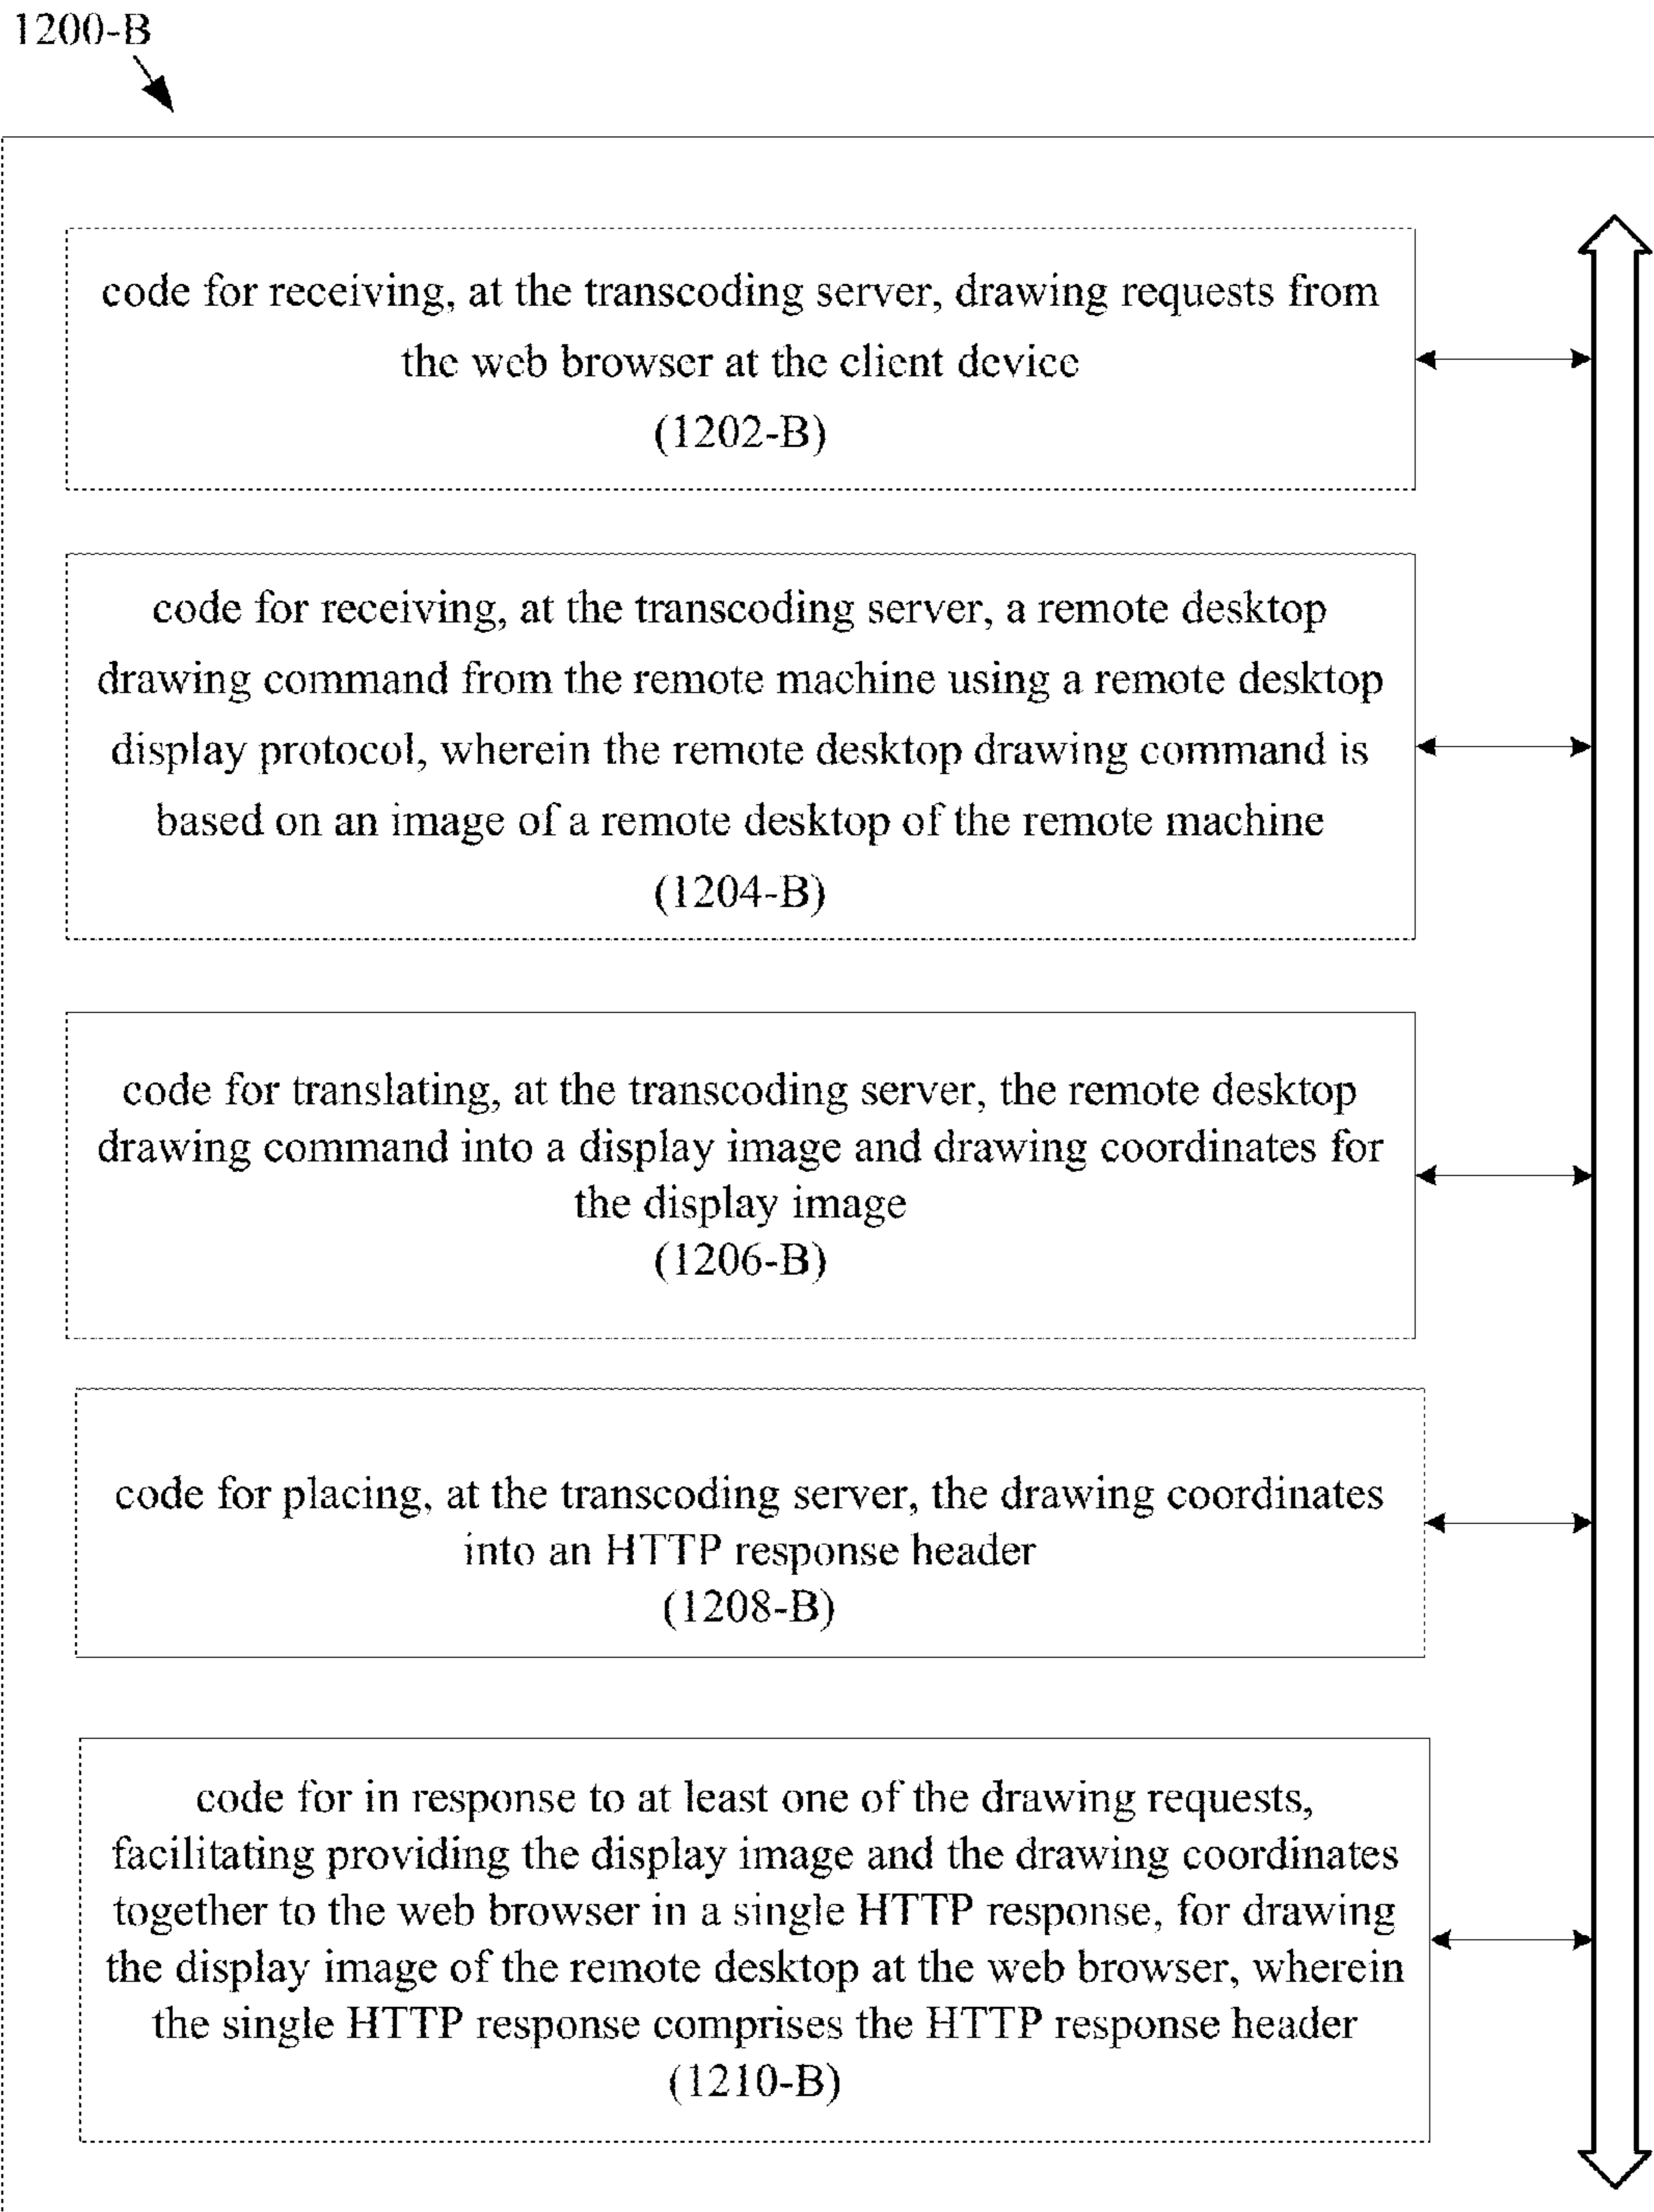 1200-B
code for receiving, at the transcoding server, drawing requests from
the web browser at the client device
(1202-B)
code for receiving, at the transcoding server, a remote desktop
drawing command from the remote machine using a remote desktop
display protocol, wherein the remote desktop drawing command is
based on an image of a remote desktop of the remote machine
(1204-B)
code for translating, at the transcoding server, the remote desktop
drawing command into a display image and drawing coordinates for
the display image
(1206-B)
code for placing, at the transcoding server, the drawing coordinates
into an HTTP response header
(1208-B)
code for in response to at least one of the drawing requests,
facilitating providing the display image and the drawing coordinates
together to the web browser in a single HTTP response, for drawing
the display image of the remote desktop at the web browser, wherein
the single HTTP response comprises the HTTP response header
(1210-B)